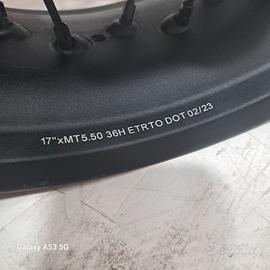 17"xMT5.50 36H ETRTO DOT 02/23
Galaxy A53 5G